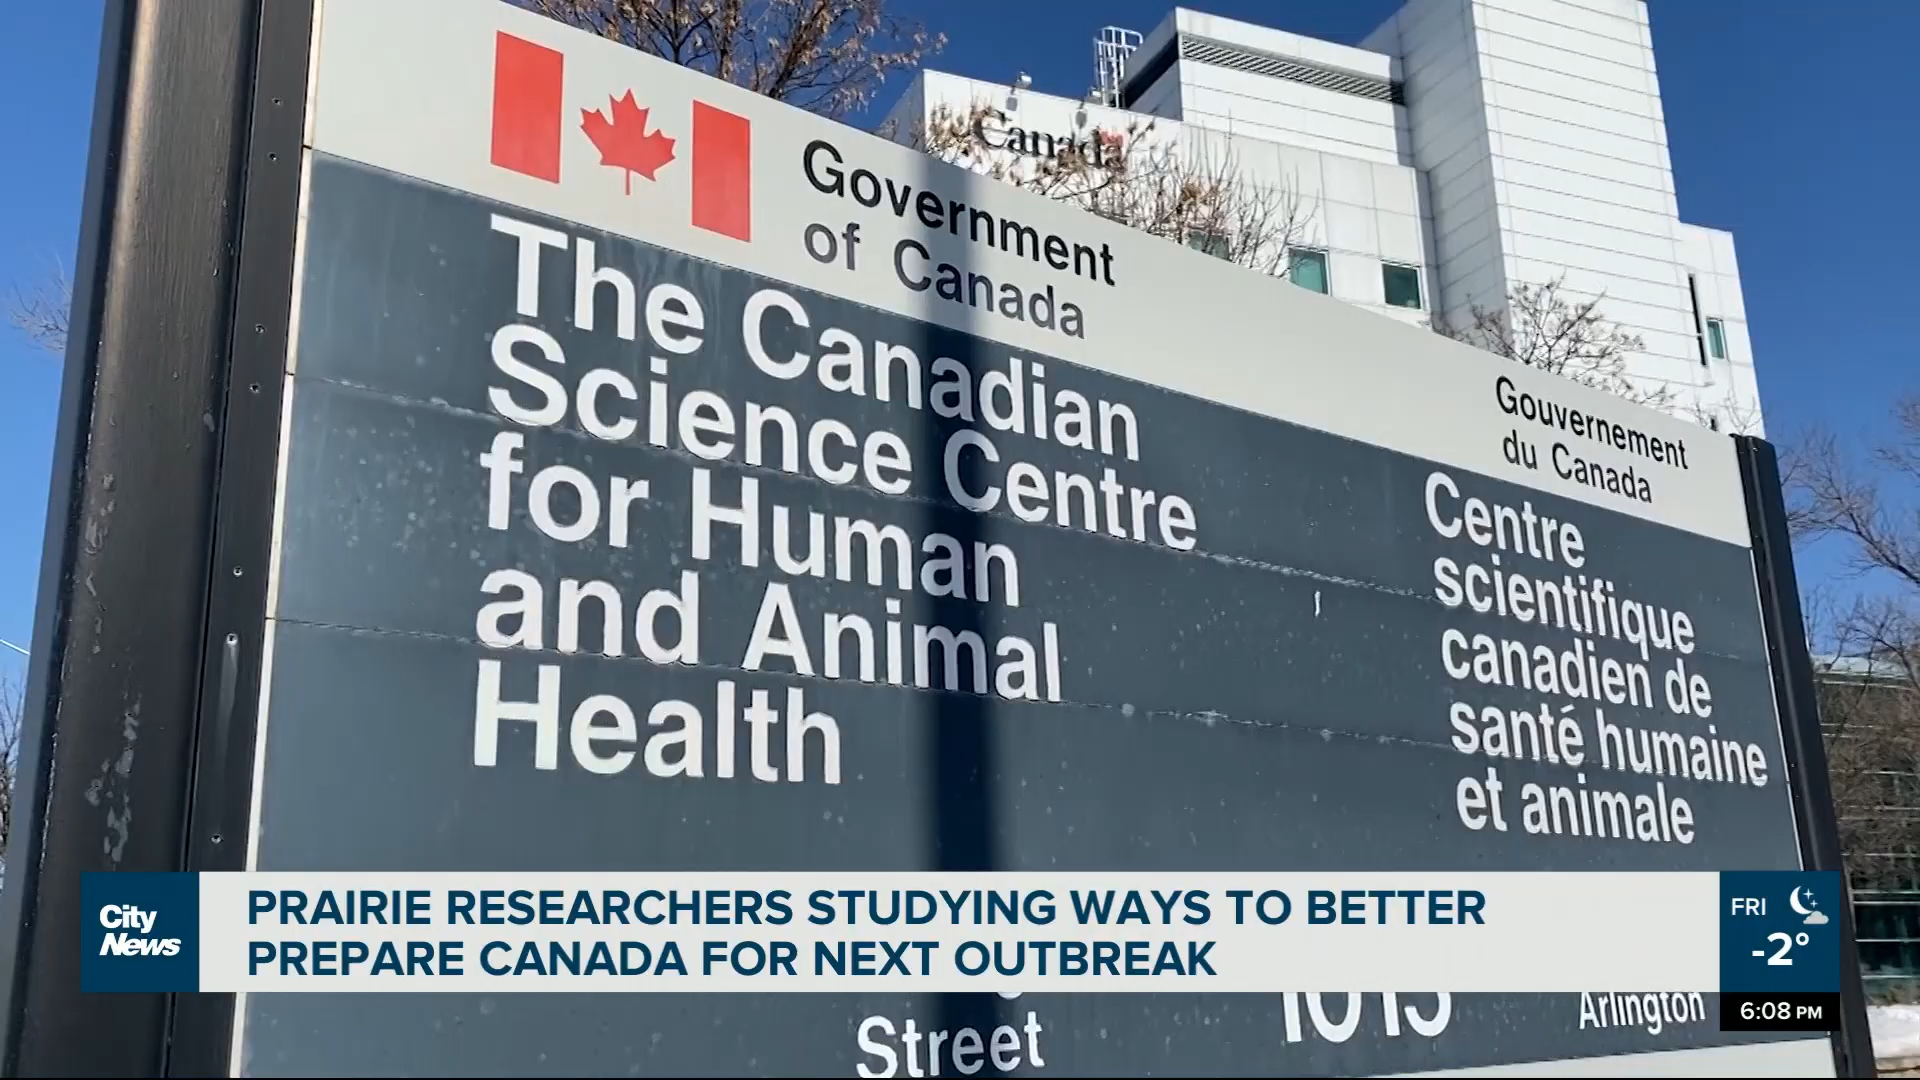 Canada
Government
of Canada
Gouvernement
du Canada
The Canadian
Science Centre
for Human
and Animal
Health
Centre
scientifique
canadien de
santé humaine
et animale
City
News
PRAIRIE RESEARCHERS STUDYING WAYS TO BETTER
PREPARE CANADA FOR NEXT OUTBREAK
FRI
-2°
6:08 PM
Street
1015
Arlington